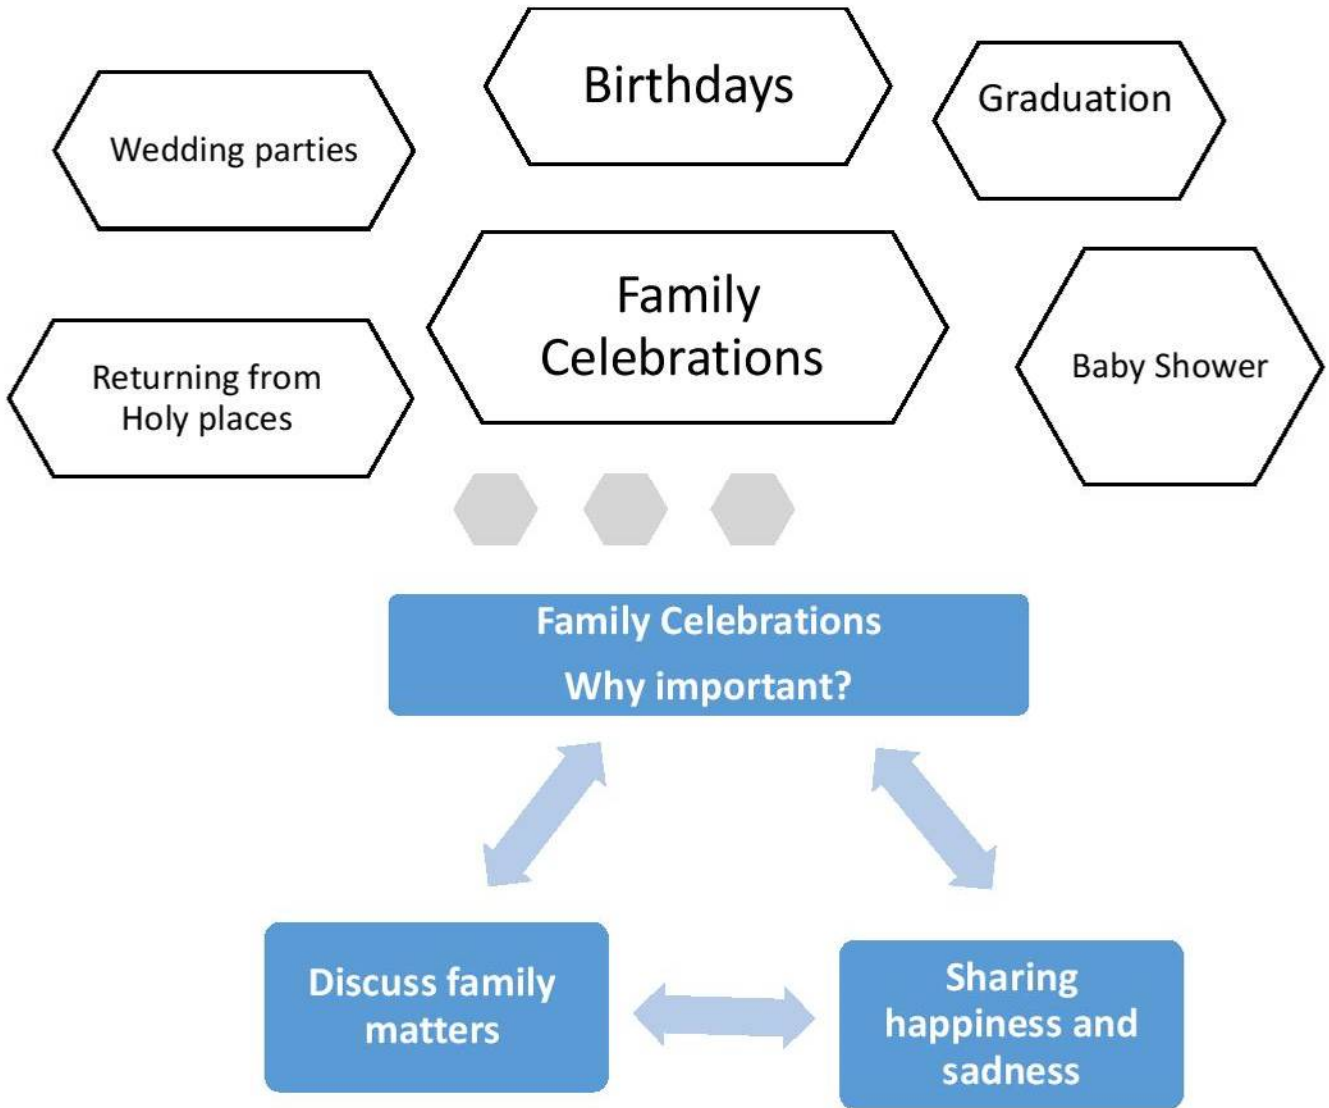 Birthdays
Graduation
Wedding parties
Family
Celebrations
Baby Shower
Returning from
Holy places
Family Celebrations
Why important?
Discuss family
matters
Sharing
happiness and
sadness